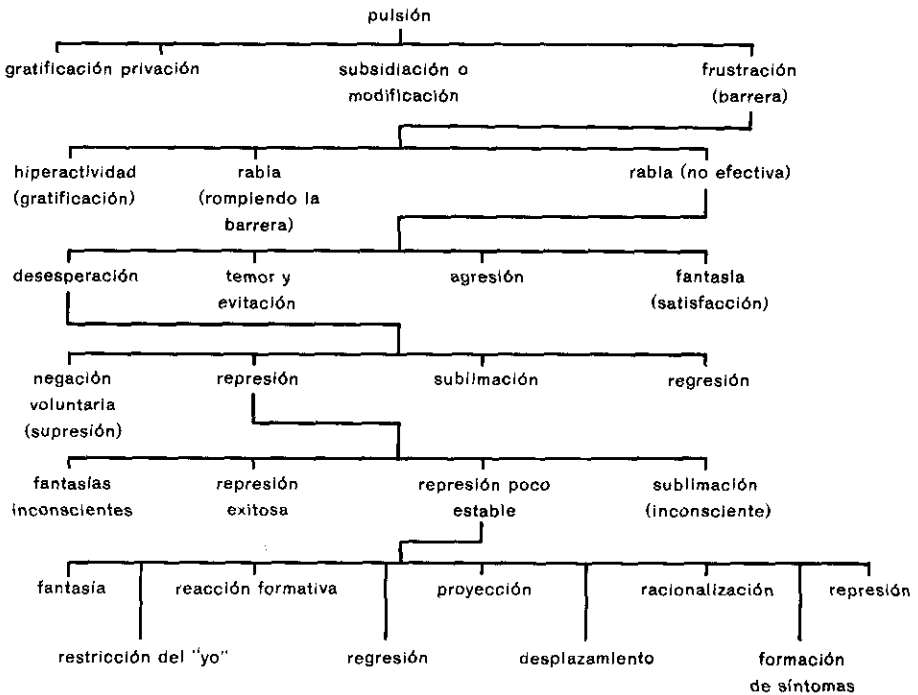 pulsión
gratificación privación subsidiación o frustración
modificación (barrera)
hiperactividad rabia rabia (no efectiva)
(gratificación) (rompiendo la
barrera)
desesperación temor y agresión fantasía
evitación (satisfacción)
negación represión sublimación regresión
voluntaria
(supresión)
fantasías represión represión poco sublimación
inconscientes exitosa estable (inconsciente)
fantasía reacción formativa proyección racionalización represión
restricción del "yo" regresión desplazamiento formación
de síntomas